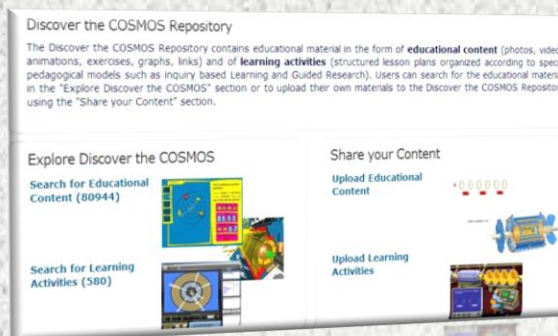 Discover the COSMOS Repository
The Discover the COSMOS Repository contains educational material in the form of educational content (photos, video
animations, exercises, graphs, links) and of learning activities (structured lesson plans organized according to spec
pedagogical models such as inquiry based Learning and Guided Research). Users can search for the educational materia
in the "Explore Discover the COSMOS" section or to upload their own materials to the Discover the COSMOS Repositor
using the "Share your Content" section.
Explore Discover the COSMOS
Search for Educational
Content (80944)
Search for Learning
Activities (580)
Share your Content
Upload Educational
Content
Upload Learning
Activities